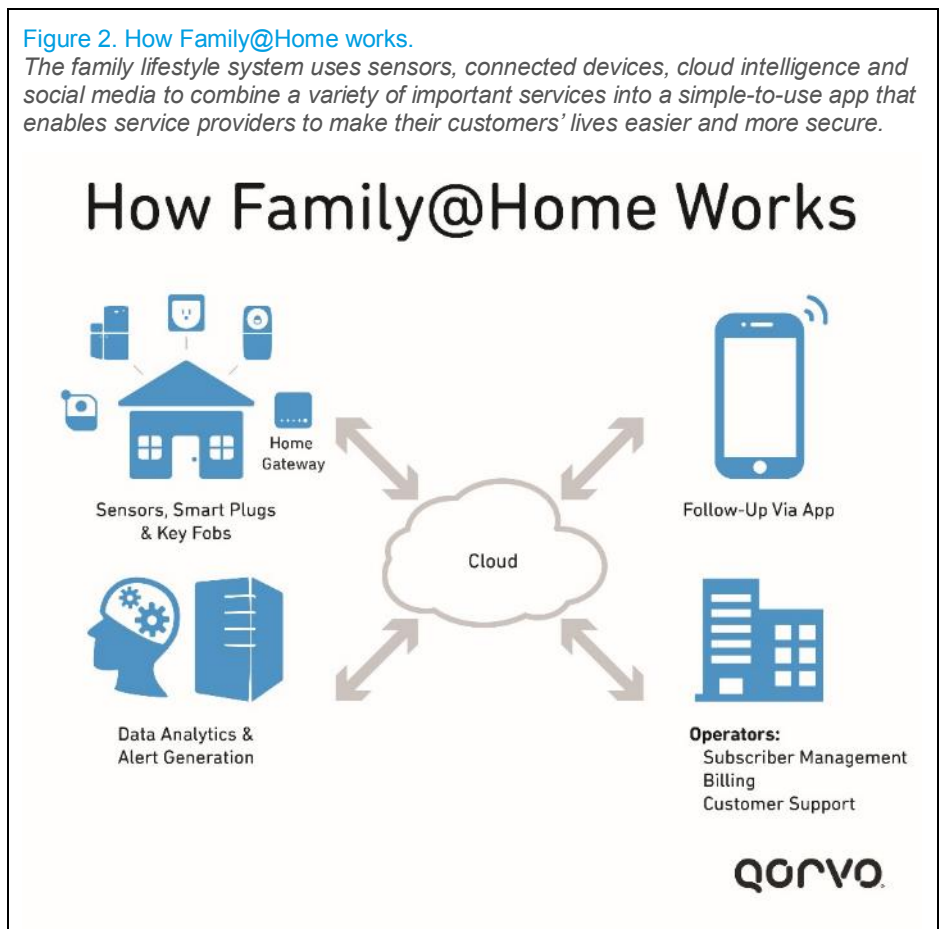 Figure 2. How Family@Home works.
The family lifestyle system uses sensors, connected devices, cloud intelligence and
social media to combine a variety of important services into a simple-to-use app that
enables service providers to make their customers’ lives easier and more secure.
How Family@Home Works
Home
Gateway
Sensors, Smart Plugs
& Key Fobs
Follow-Up Via App
Cloud
Data Analytics &
Alert Generation
Operators:
Subscriber Management
Billing
Customer Support
QORVO